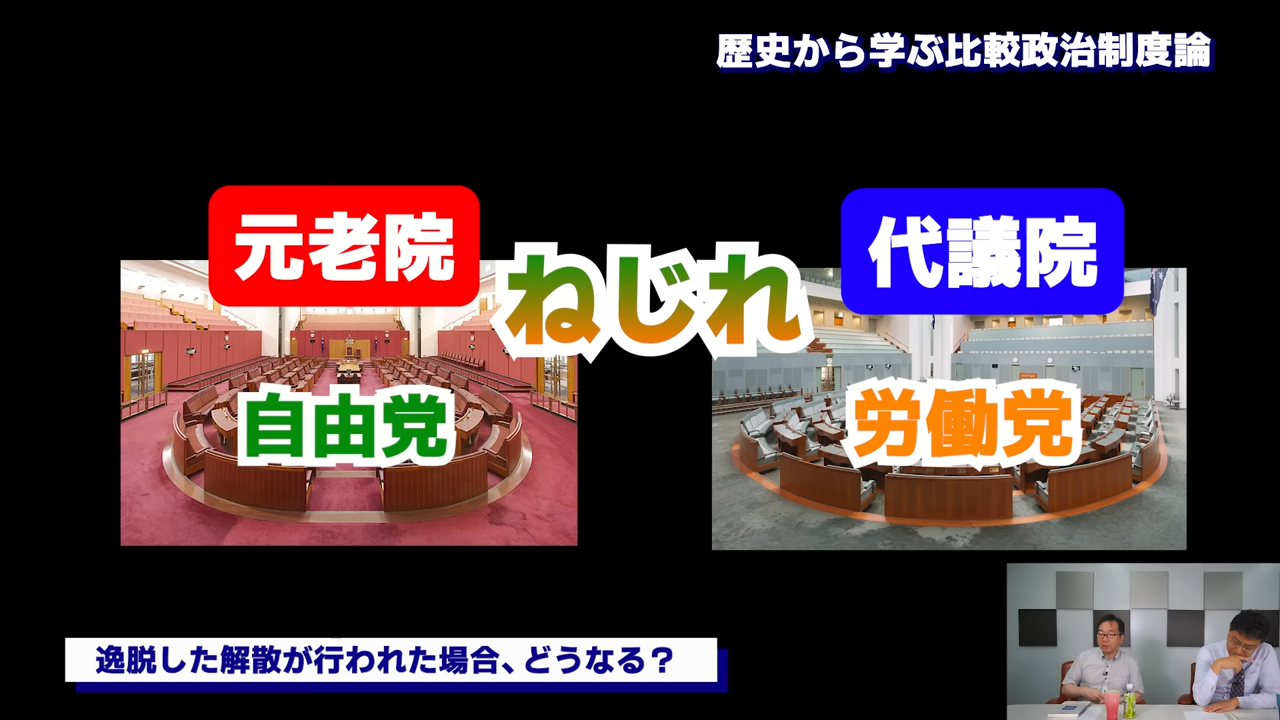 歴史から学ぶ比較政治制度論
元老院
ねじれ
代議院
自由党
労働党
逸脱した解散が行われた場合、どうなる？